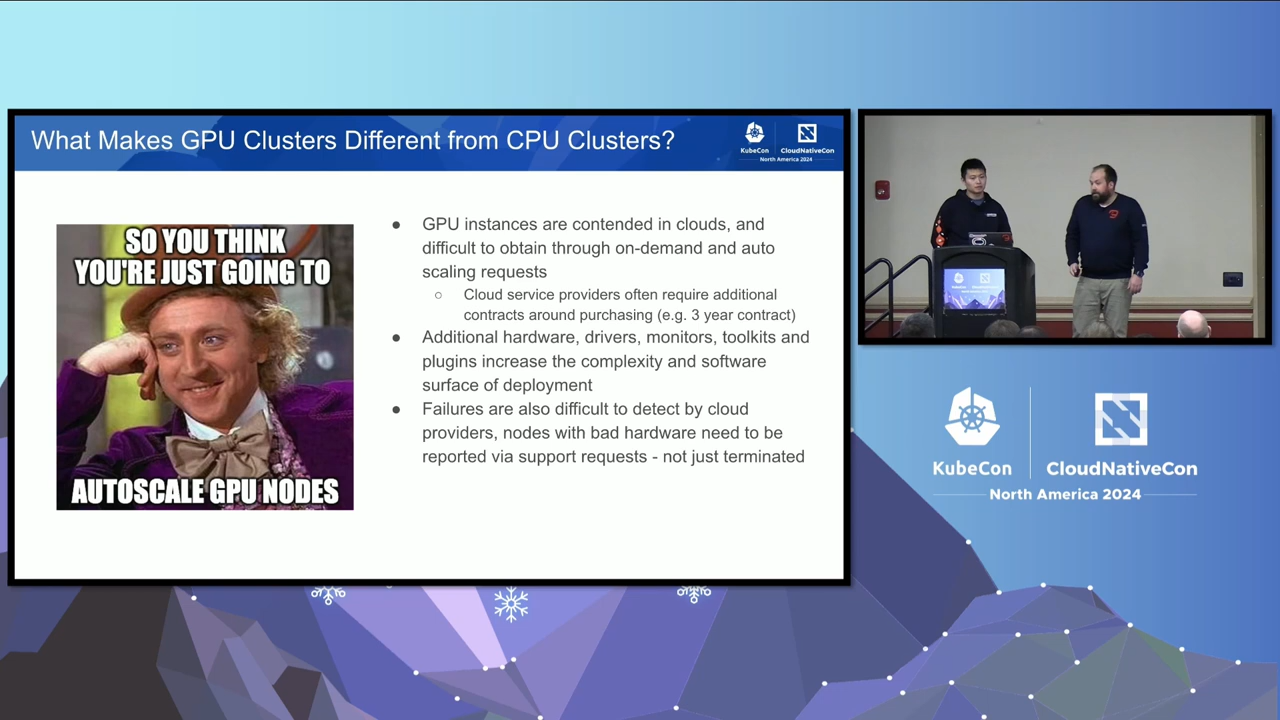 What Makes GPU Clusters Different from CPU Clusters?
KubeCon
CloudNativeCon
North America 2024
SO YOU THINK
YOU'RE JUST GOING TO
AUTOSCALE GPU NODES
● GPU instances are contended in clouds, and
difficult to obtain through on-demand and auto
scaling requests
○ Cloud service providers often require additional
contracts around purchasing (e.g. 3 year contract)
● Additional hardware, drivers, monitors, toolkits and
plugins increase the complexity and software
surface of deployment
● Failures are also difficult to detect by cloud
providers, nodes with bad hardware need to be
reported via support requests - not just terminated
KubeCon
CloudNativeCon
North America 2024